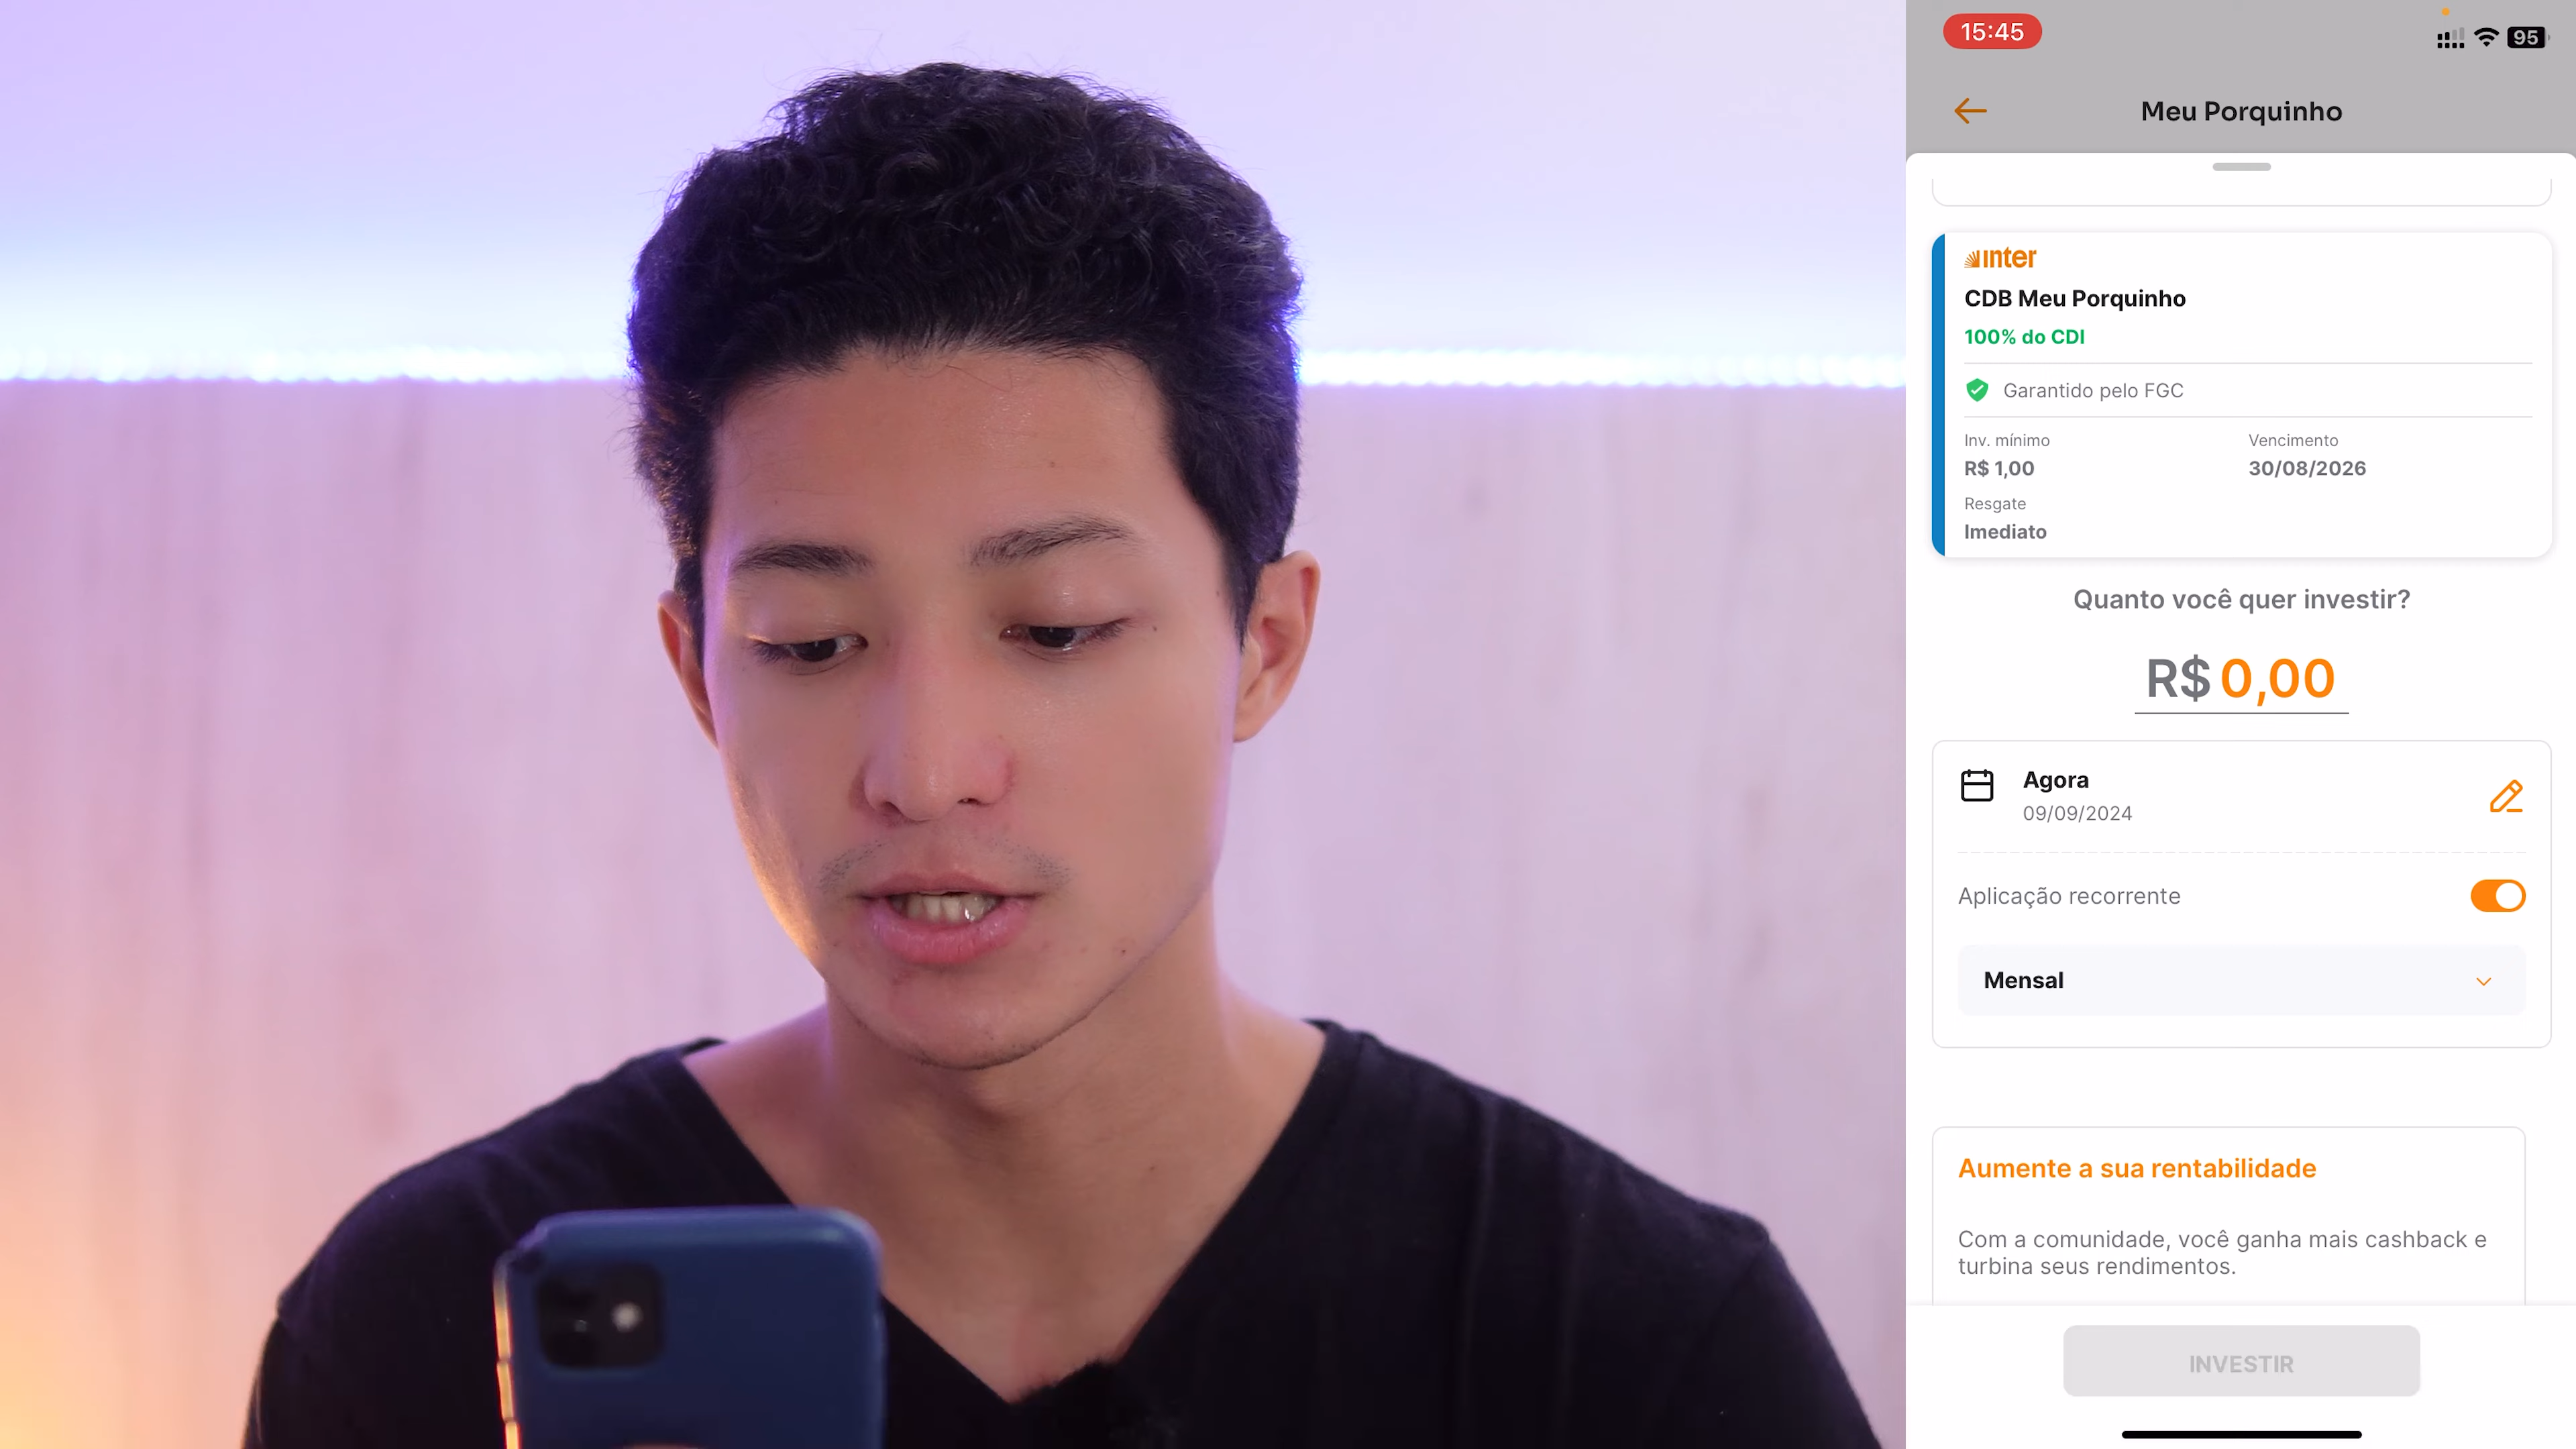 15:45
95
Meu Porquinho
inter
CDB Meu Porquinho
100% do CDI
Garantido pelo FGC
Inv. mínimo
Vencimento
R$ 1,00
30/08/2026
Resgate
Imediato
Quanto você quer investir?
R$ 0,00
Agora
09/09/2024
Aplicação recorrente
Mensal
Aumente a sua rentabilidade
Com a comunidade, você ganha mais cashback e
turbina seus rendimentos.
INVESTIR